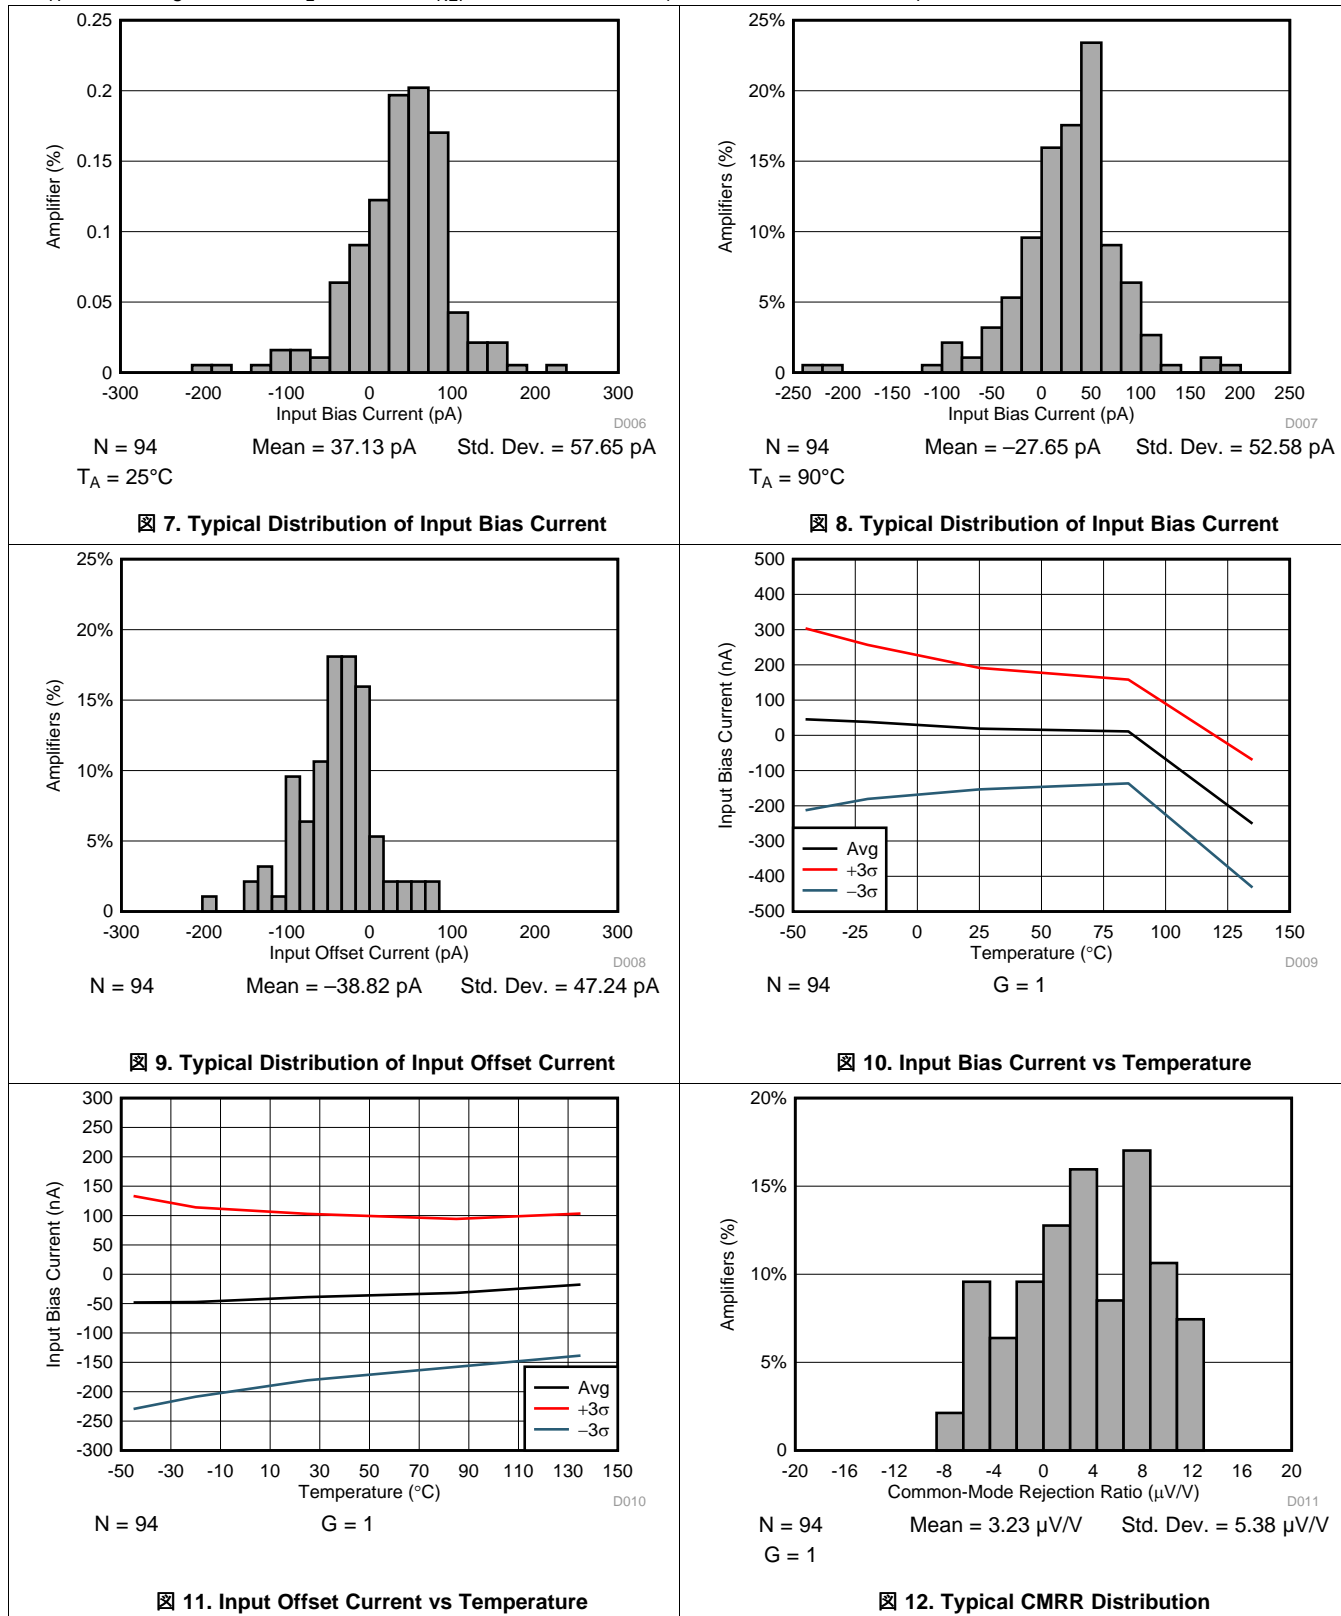 0.25
0.2
0.15
0.1
0.05
0
Amplifier (%)
-300 -200 -100 0 100 200 300
Input Bias Current (pA)
D006
N = 94 Mean = 37.13 pA Std. Dev. = 57.65 pA
TA = 25°C
図 7. Typical Distribution of Input Bias Current
25%
20%
15%
10%
5%
0
Amplifiers (%)
-250 -200 -150 -100 -50 0 50 100 150 200 250
Input Bias Current (pA)
D007
N = 94 Mean = –27.65 pA Std. Dev. = 52.58 pA
TA = 90°C
図 8. Typical Distribution of Input Bias Current
25%
20%
15%
10%
5%
0
Amplifiers (%)
-300 -200 -100 0 100 200 300
Input Offset Current (pA)
D008
N = 94 Mean = –38.82 pA Std. Dev. = 47.24 pA
図 9. Typical Distribution of Input Offset Current
500
400
300
200
100
0
-100
-200
-300
-400
-500
Input Bias Current (nA)
Avg
+3σ
–3σ
-50 -25 0 25 50 75 100 125 150
Temperature (°C)
D009
N = 94 G = 1
図 10. Input Bias Current vs Temperature
300
250
200
150
100
50
0
-50
-100
-150
-200
-250
-300
Input Bias Current (nA)
Avg
+3σ
–3σ
-50 -30 -10 10 30 50 70 90 110 130 150
Temperature (°C)
D010
N = 94 G = 1
図 11. Input Offset Current vs Temperature
20%
15%
10%
5%
0
Amplifiers (%)
-20 -16 -12 -8 -4 0 4 8 12 16 20
Common-Mode Rejection Ratio (µV/V)
D011
N = 94 Mean = 3.23 µV/V Std. Dev. = 5.38 µV/V
G = 1
図 12. Typical CMRR Distribution